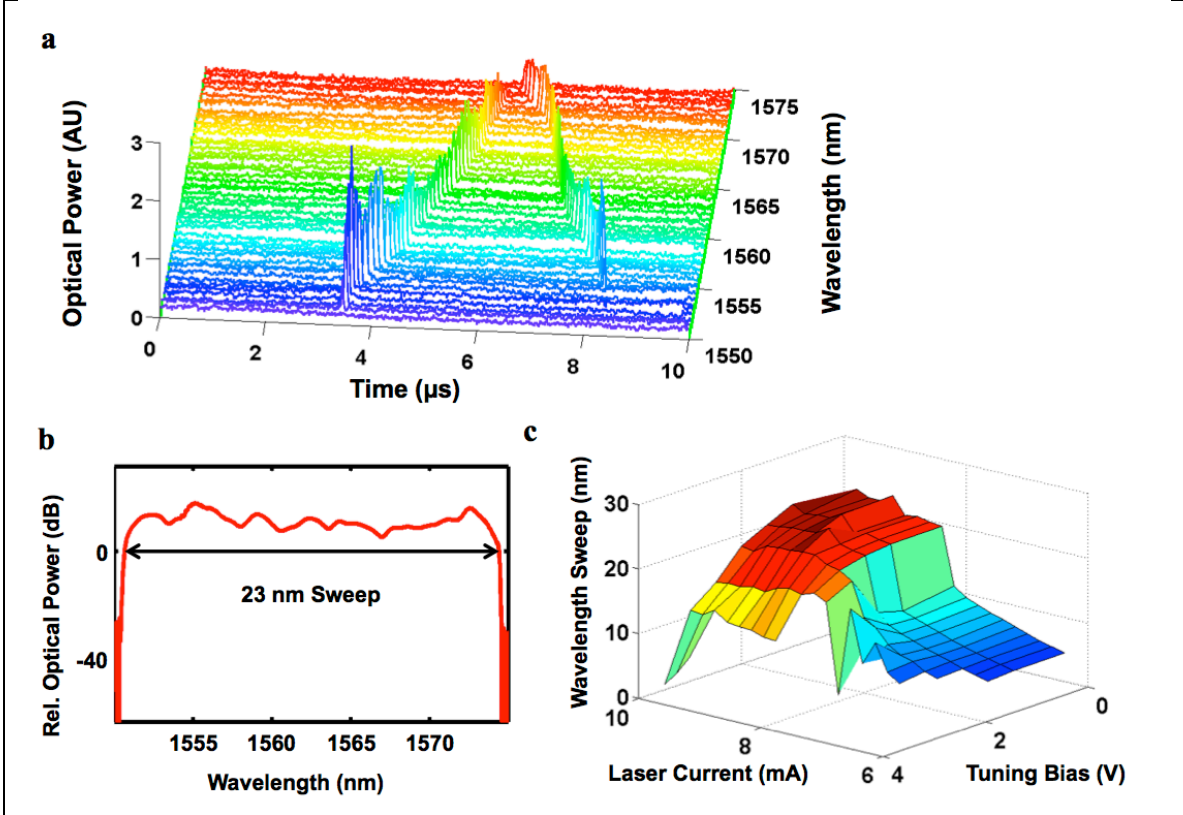 a
Optical Power (AU)
3
2
1
0
0
2
4
6
8
10
Time (µs)
1550
1555
1560
1565
1570
1575
Wavelength (nm)
b
Rel. Optical Power (dB)
0
-40
23 nm Sweep
1555 1560 1565 1570
Wavelength (nm)
c
Wavelength Sweep (nm)
30
20
10
0
10
8
6
Laser Current (mA)
4
2
0
Tuning Bias (V)